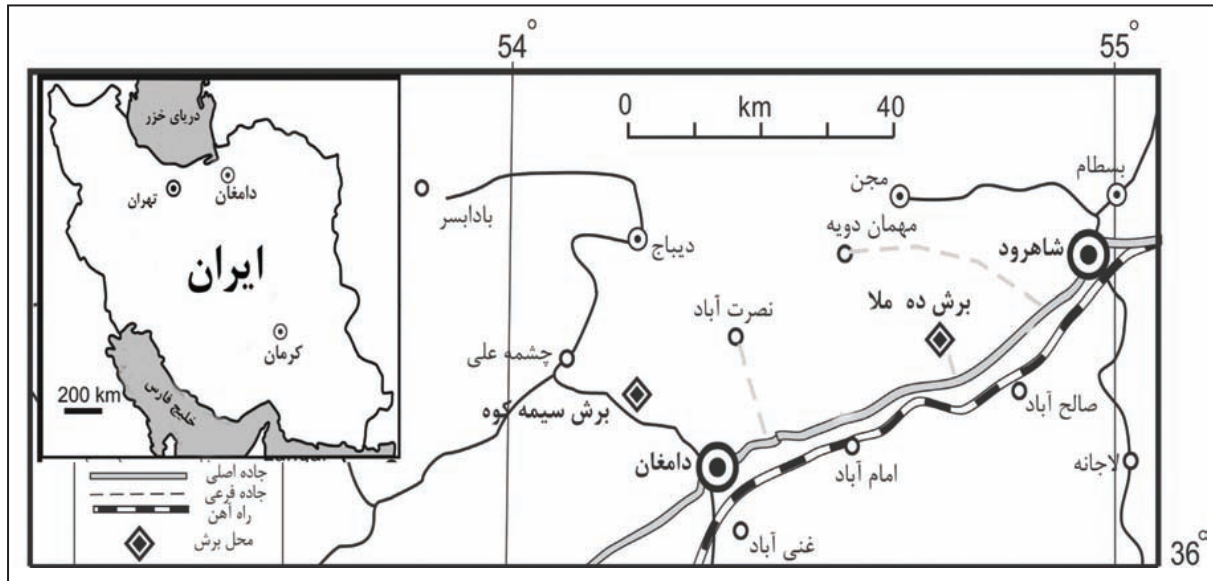 54°
55°
0 km 40
دریای خزر
دامغان
تهران
ایران
کرمان
خلیج فارس
200 km
بسطام
مجن
بادابسر
مهمان دویه
دیباج
شاهرود
برش ده ملا
نصرت آباد
چشمه علی
صالح آباد
برش سیمه کوه
دامغان
امام آباد
لاجانه
غنی آباد
36°
جاده اصلی
جاده فرعی
راه آهن
محل برش